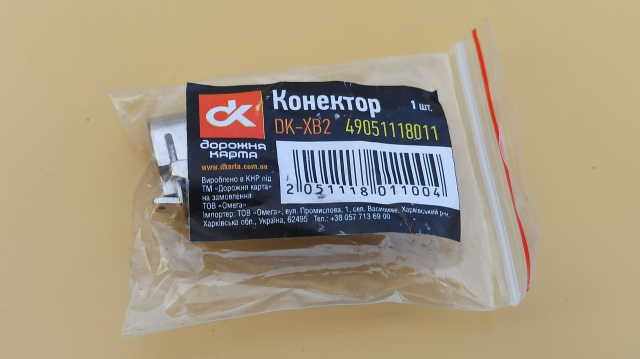 Конектор
1 шт.
DK-XB2 49051118011
дк
ДОРОЖНЯ
КАРТА
www.dkarta.com.ua
Вироблено в КНР під
ТМ «Дорожня карта»
на замовлення
ТОВ «Омега»
Імпортер: ТОВ "Омега", вул. Промислова, 1, сел. Васищеве, Харківський р-н,
Харківська обл., Україна, 62495 Тел.: +38 057 713 69 00
2 051118 011004